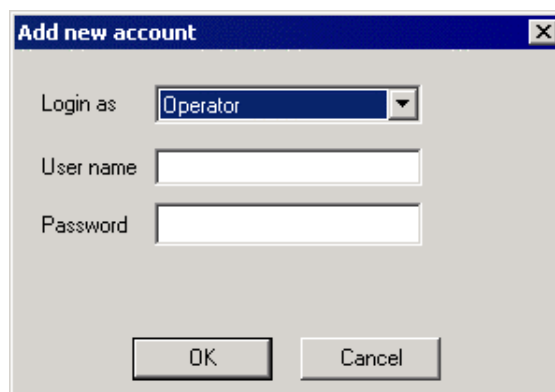 Add new account
Login as Operator
User name
Password
OK Cancel